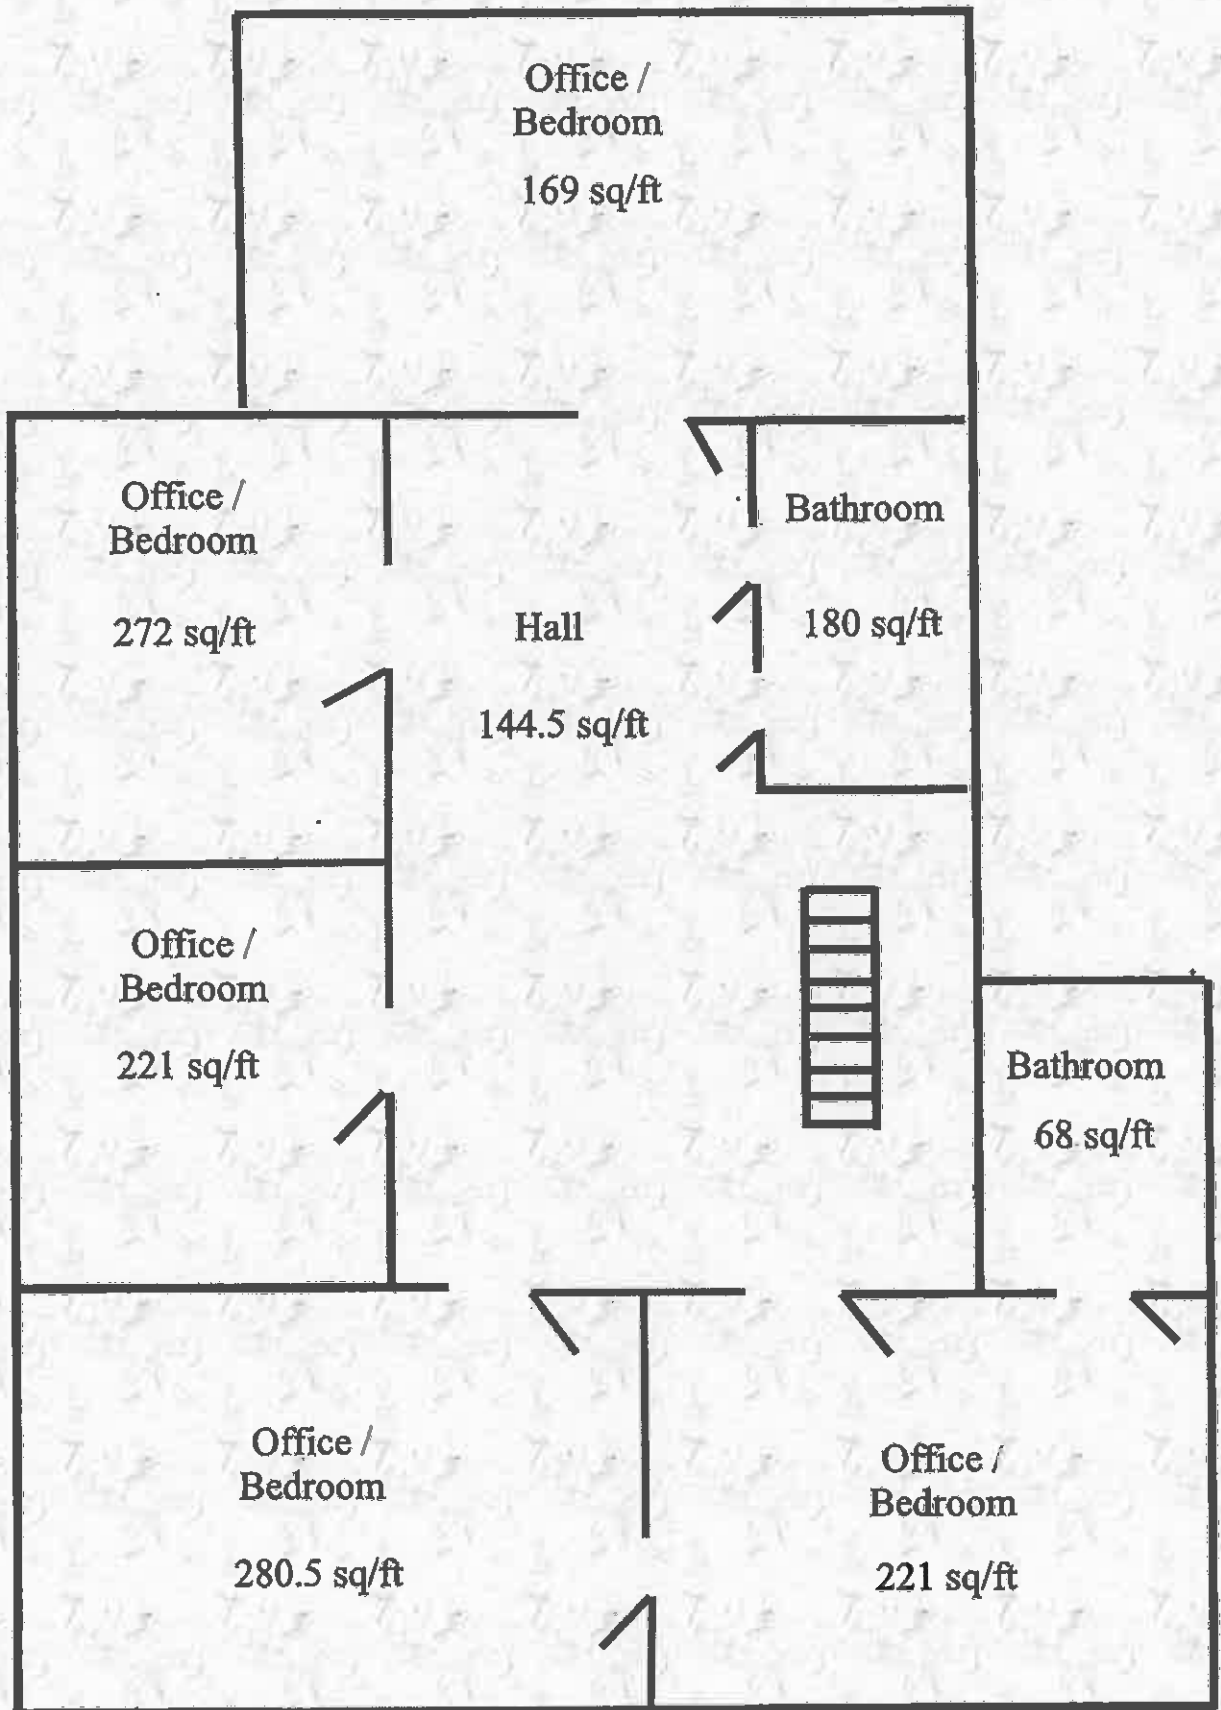 Office /
Bedroom
169 sq/ft
Office /
Bedroom
272 sq/ft
Hall
144.5 sq/ft
Bathroom
180 sq/ft
Office /
Bedroom
221 sq/ft
Bathroom
68 sq/ft
Office /
Bedroom
280.5 sq/ft
Office /
Bedroom
221 sq/ft